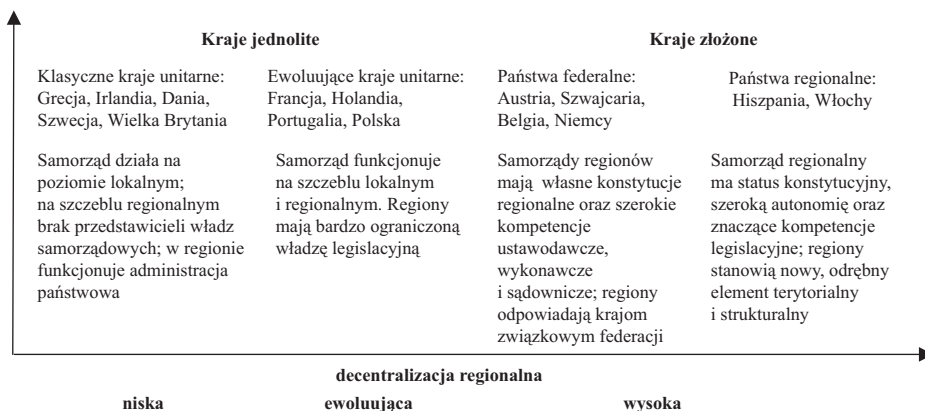 Kraje jednolite
Klasyczne kraje unitarne:
Grecja, Irlandia, Dania,
Szwecja, Wielka Brytania
Ewoluujące kraje unitarne:
Francja, Holandia,
Portugalia, Polska
Samorząd działa na
poziomie lokalnym;
na szczeblu regionalnym
brak przedstawicieli władz
samorządowych; w regionie
funkcjonuje administracja
państwowa
Samorząd funkcjonuje
na szczeblu lokalnym
i regionalnym. Regiony
mają bardzo ograniczoną
władzę legislacyjną
Kraje złożone
Państwa federalne:
Austria, Szwajcaria,
Belgia, Niemcy
Państwa regionalne:
Hiszpania, Włochy
Samorządy regionów
mają własne konstytucje
regionalne oraz szerokie
kompetencje
ustawodawcze,
wykonawcze
i sądownicze; regiony
odpowiadają krajom
związkowym federacji
Samorząd regionalny
ma status konstytucyjny,
szeroką autonomię oraz
znaczące kompetencje
legislacyjne; regiony
stanowią nowy, odrębny
element terytorialny
i strukturalny
decentralizacja regionalna
niska ewoluująca wysoka